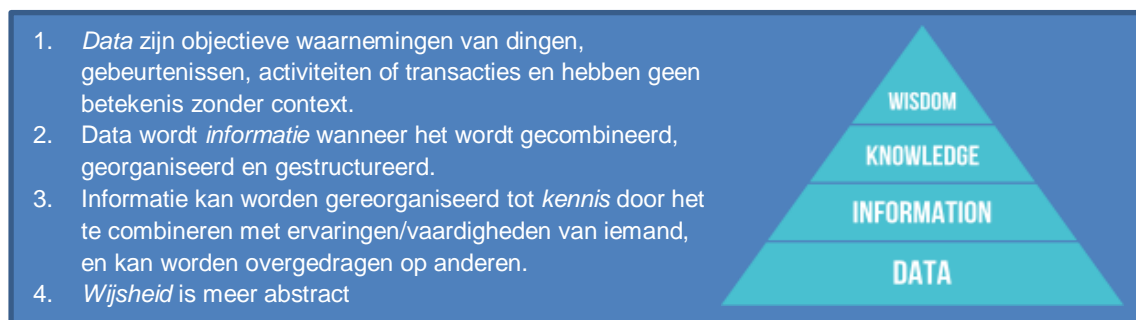 1. Data zijn objectieve waarnemingen van dingen,
gebeurtenissen, activiteiten of transacties en hebben geen
betekenis zonder context.
2. Data wordt informatie wanneer het wordt gecombineerd,
georganiseerd en gestructureerd.
3. Informatie kan worden gereorganiseerd tot kennis door het
te combineren met ervaringen/vaardigheden van iemand,
en kan worden overgedragen op anderen.
4. Wijsheid is meer abstract
WISDOM
KNOWLEDGE
INFORMATION
DATA